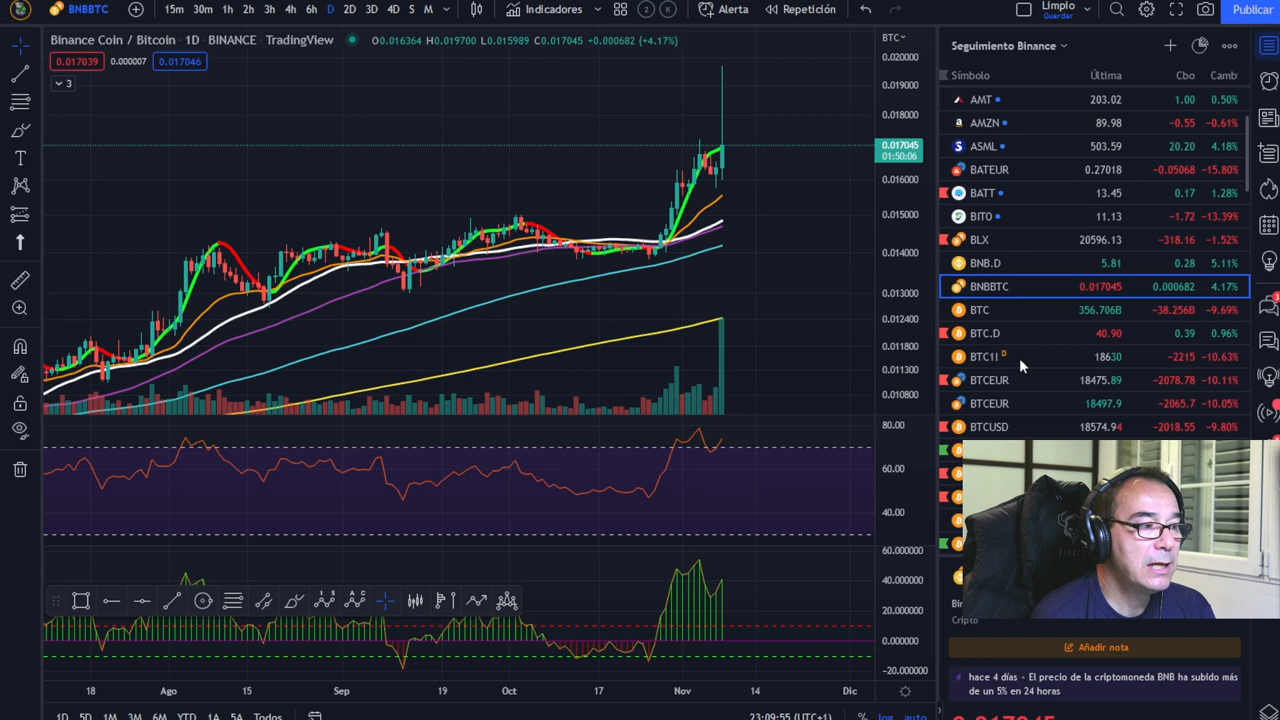 BNBBTC 15m 30m 1h 2h 3h 4h 6h D 2D 3D 4D S M Indicadores 2 K Alerta Repetición Limpio Guardar Publicar
Binance Coin / Bitcoin · 1D · BINANCE · TradingView O0.016364 H0.019700 L0.015989 C0.017045 +0.000682 (+4.17%)
0.017039 0.000007 0.017046
3
BTC
0.020000
0.019000
0.018000
0.017045
01:50:06
0.016000
0.015000
0.014000
0.013000
0.012400
0.011800
0.011300
0.010800
80.00
60.00
40.00
60.000000
40.000000
20.000000
0.000000
-20.000000
18 Ago 15 Sep 19 Oct 17 Nov 14 Dic
1D 5D 1M 3M 6M YTD 1A 5A Todos 23:09:55 (UTC+1) % log auto
Seguimiento Binance
Símbolo Última Cbo Camb
AMT 203.02 1.00 0.50%
AMZN 89.98 −0.55 −0.61%
ASML 503.59 20.20 4.18%
BATEUR 0.27018 −0.05068 −15.80%
BATT 13.45 0.17 1.28%
BITO 11.13 −1.72 −13.39%
BLX 20596.13 −318.16 −1.52%
BNB.D 5.81 0.28 5.11%
BNBBTC 0.017045 0.000682 4.17%
BTC 356.706B −38.256B −9.69%
BTC.D 40.90 0.39 0.96%
BTC1! D 18630 −2215 −10.63%
BTCEUR 18475.89 −2078.78 −10.11%
BTCEUR 18497.9 −2065.7 −10.05%
BTCUSD 18574.94 −2018.55 −9.80%
Cripto
Añadir nota
hace 4 días • El precio de la criptomoneda BNB ha subido más
de un 5% en 24 horas
0.017045